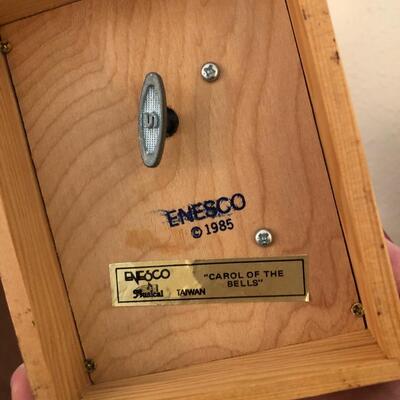 S
ENESCO
© 1985
ENESCO "CAROL OF THE
Musical TAIWAN BELLS"